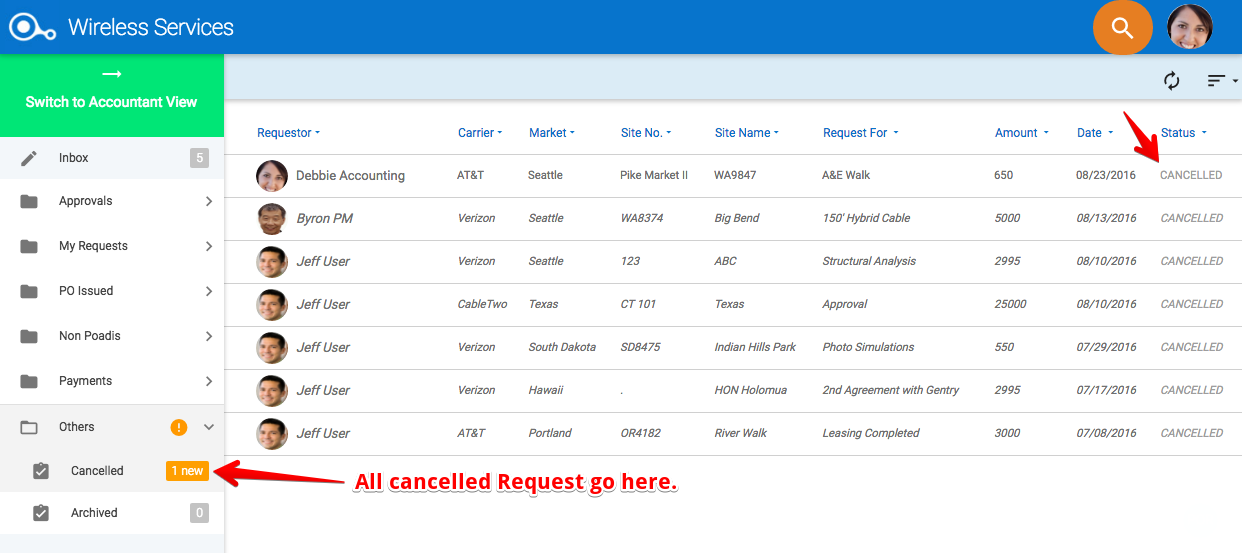 Wireless Services
Switch to Accountant View
Inbox 5
Approvals
My Requests
PO Issued
Non Poadis
Payments
Others !
Cancelled 1 new
Archived 0
Requestor Carrier Market Site No. Site Name Request For Amount Date Status
Debbie Accounting AT&T Seattle Pike Market II WA9847 A&E Walk 650 08/23/2016 CANCELLED
Byron PM Verizon Seattle WA8374 Big Bend 150' Hybrid Cable 5000 08/13/2016 CANCELLED
Jeff User Verizon Seattle 123 ABC Structural Analysis 2995 08/10/2016 CANCELLED
Jeff User CableTwo Texas CT 101 Texas Approval 25000 08/10/2016 CANCELLED
Jeff User Verizon South Dakota SD8475 Indian Hills Park Photo Simulations 550 07/29/2016 CANCELLED
Jeff User Verizon Hawaii . HON Holomua 2nd Agreement with Gentry 2995 07/17/2016 CANCELLED
Jeff User AT&T Portland OR4182 River Walk Leasing Completed 3000 07/08/2016 CANCELLED
All cancelled Request go here.